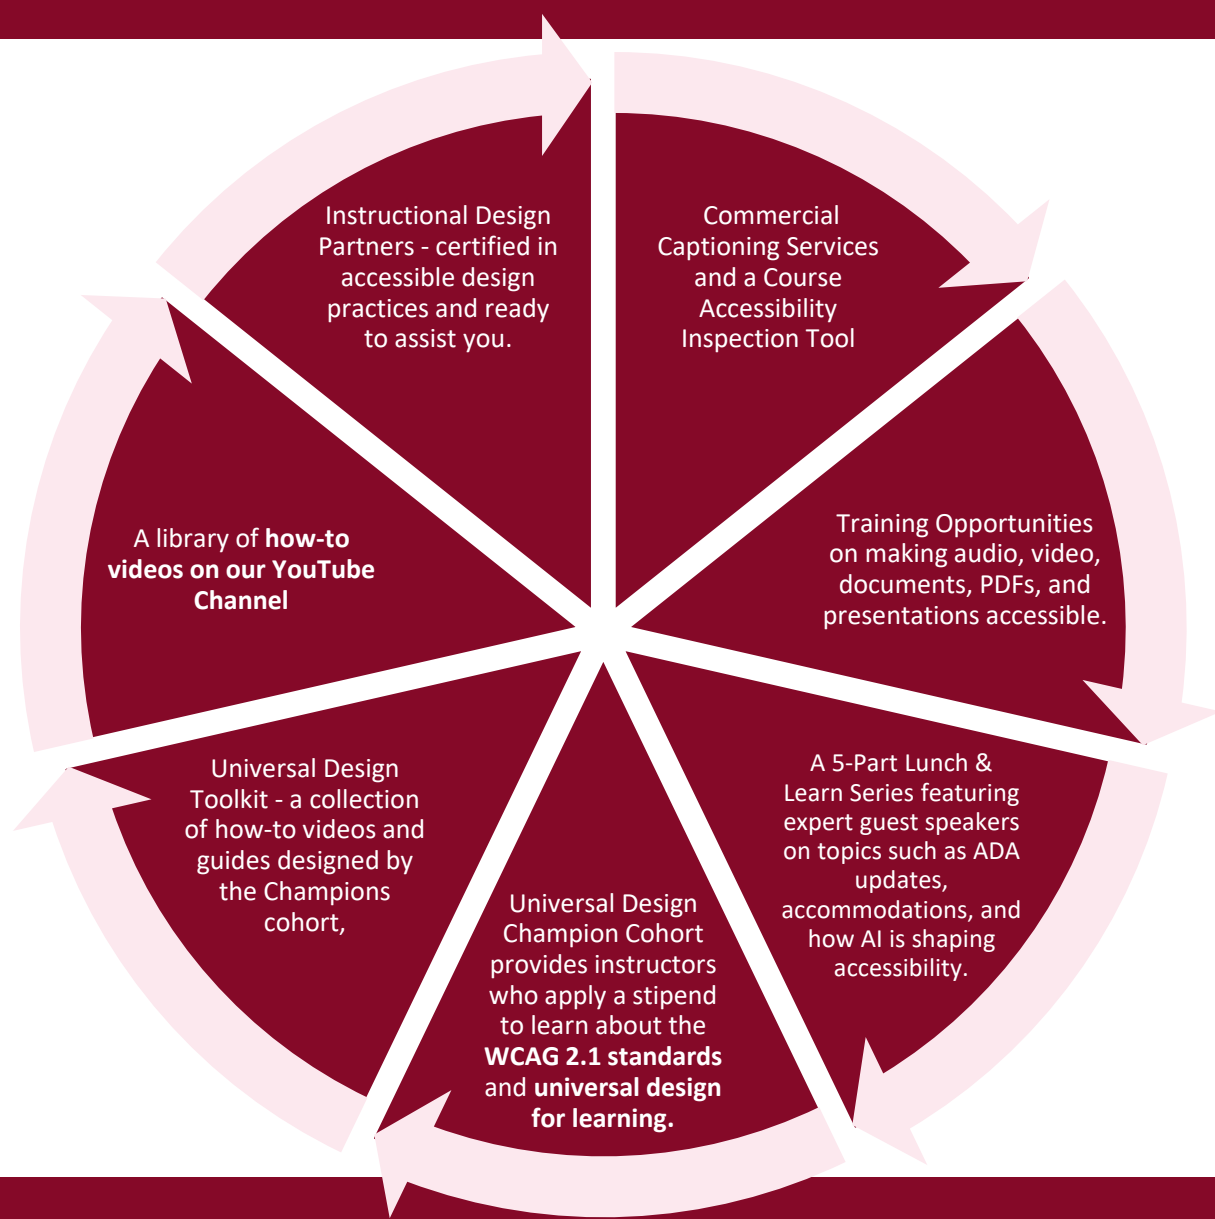 Commercial
Captioning Services
and a Course
Accessibility
Inspection Tool
Training Opportunities
on making audio, video,
documents, PDFs, and
presentations accessible.
A 5-Part Lunch &
Learn Series featuring
expert guest speakers
on topics such as ADA
updates,
accommodations, and
how AI is shaping
accessibility.
Universal Design
Champion Cohort
provides instructors
who apply a stipend
to learn about the
WCAG 2.1 standards
and universal design
for learning.
Universal Design
Toolkit - a collection
of how-to videos and
guides designed by
the Champions
cohort,
A library of how-to
videos on our YouTube
Channel
Instructional Design
Partners - certified in
accessible design
practices and ready
to assist you.